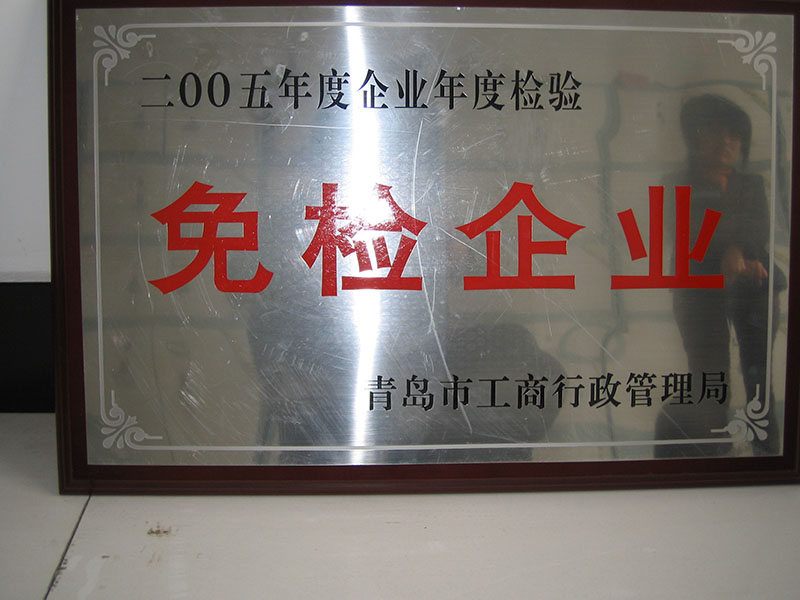 二00五年度企业年度检验
免检企业
青岛市工商行政管理局